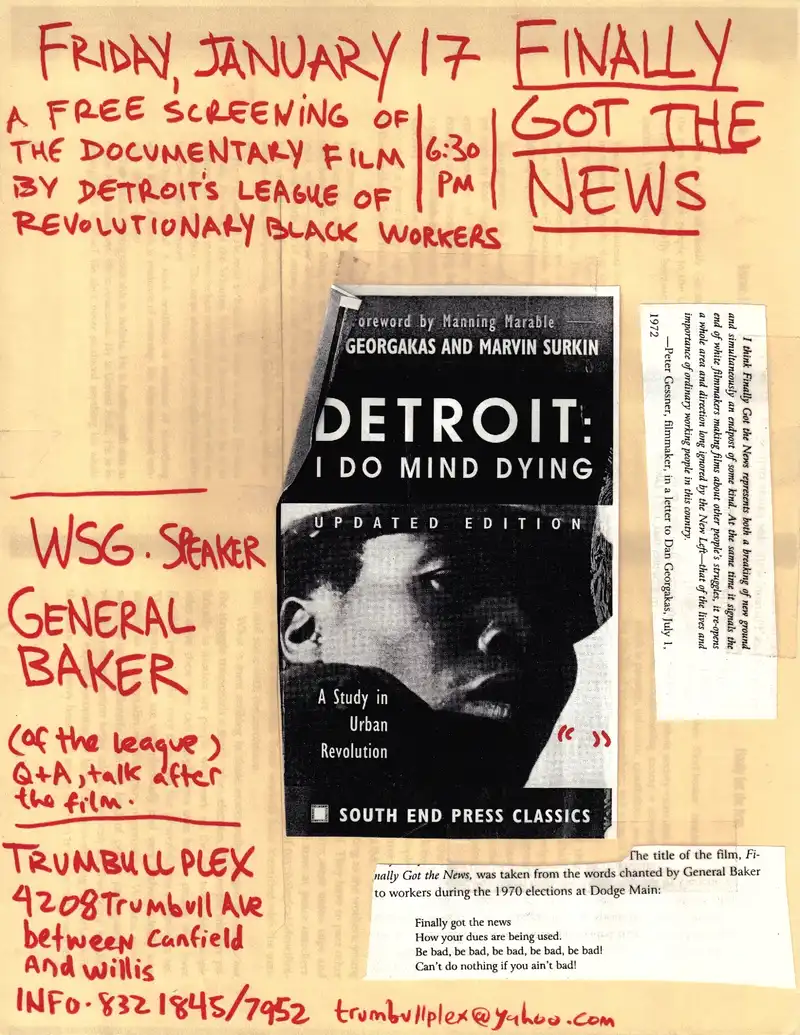 FRIDAY, JANUARY 17
FINALLY
GOT THE
NEWS
A FREE SCREENING OF
THE DOCUMENTARY FILM
BY DETROIT'S LEAGUE OF
REVOLUTIONARY BLACK WORKERS
6:30
PM
oreword by Manning Marable
GEORGAKAS AND MARVIN SURKIN
DETROIT:
I DO MIND DYING
UPDATED EDITION
A Study in
Urban
Revolution
“ ”
SOUTH END PRESS CLASSICS
I think Finally Got the News represents both a breaking of new ground
and simultaneously an endpost of some kind. At the same time it signals the
end of white filmmakers making films about other people's struggles, it re-opens
a whole area and direction long ignored by the New Left—that of the lives and
importance of ordinary working people in this country.
—Peter Gessner, filmmaker, in a letter to Dan Georgakas, July 1,
1972
WSG. SPEAKER
GENERAL
BAKER
(of the league)
Q+A, talk after
the film.
TRUMBULLPLEX
4208 Trumbull Ave
between Canfield
And Willis
INFO. 832 1845/7952 trumbullplex@yahoo.com
The title of the film, Fi-
nally Got the News, was taken from the words chanted by General Baker
to workers during the 1970 elections at Dodge Main:
Finally got the news
How your dues are being used.
Be bad, be bad, be bad, be bad, be bad!
Can't do nothing if you ain't bad!